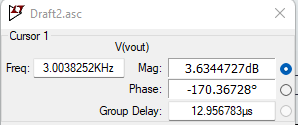 Draft2.asc
Cursor 1
V(vout)
Freq: 3.0038252KHz Mag: 3.6344727dB
Phase: -170.36728°
Group Delay: 12.956783µs